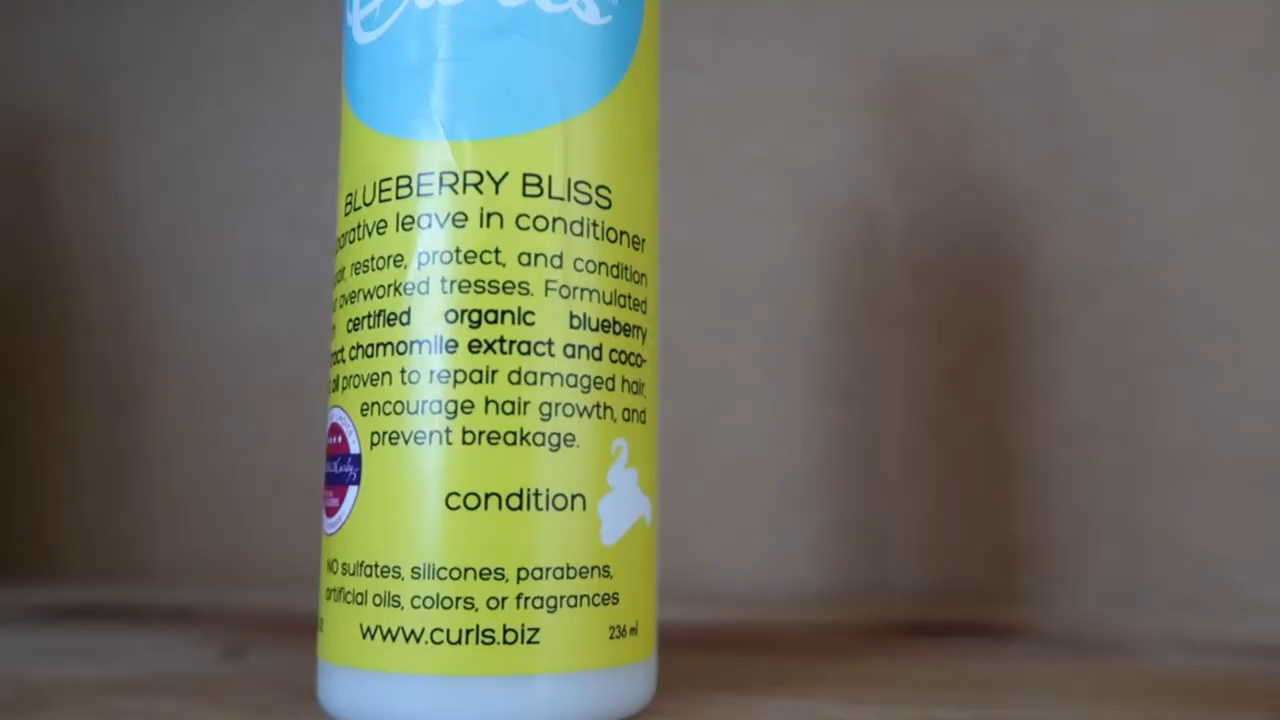 Curls
BLUEBERRY BLISS
leave in conditioner
restore, protect, and condition
overworked tresses. Formulated
certified organic blueberry
chamomile extract and coco-
oil proven to repair damaged hair,
encourage hair growth, and
prevent breakage.
condition
NO sulfates, silicones, parabens,
artificial oils, colors, or fragrances
www.curls.biz
236 ml